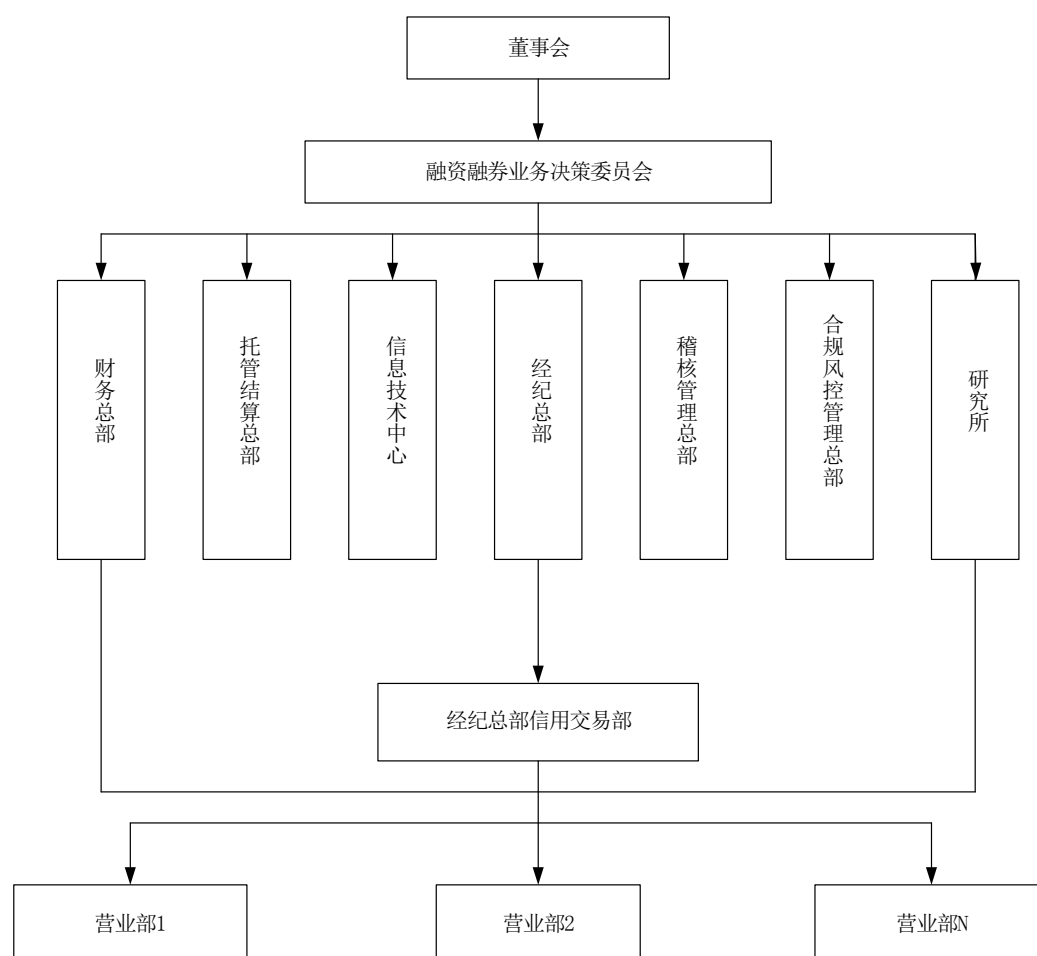 董事会
融资融券业务决策委员会
财务总部
托管结算总部
信息技术中心
经纪总部
稽核管理总部
合规风控管理总部
研究所
经纪总部信用交易部
营业部1
营业部2
营业部N